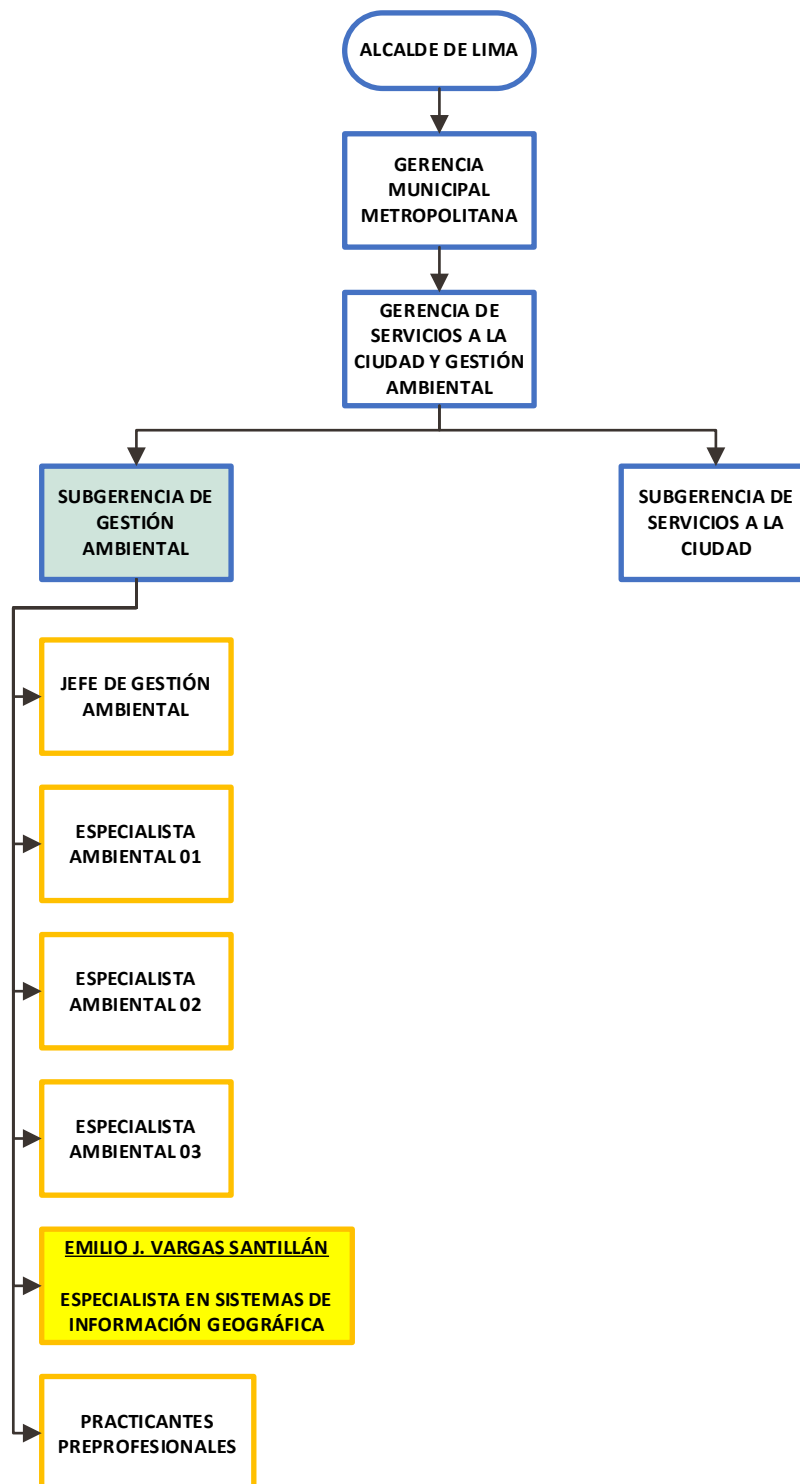 ALCALDE DE LIMA
GERENCIA
MUNICIPAL
METROPOLITANA
GERENCIA DE
SERVICIOS A LA
CIUDAD Y GESTIÓN
AMBIENTAL
SUBGERENCIA DE
GESTIÓN
AMBIENTAL
SUBGERENCIA DE
SERVICIOS A LA
CIUDAD
JEFE DE GESTIÓN
AMBIENTAL
ESPECIALISTA
AMBIENTAL 01
ESPECIALISTA
AMBIENTAL 02
ESPECIALISTA
AMBIENTAL 03
EMILIO J. VARGAS SANTILLÁN
ESPECIALISTA EN SISTEMAS DE
INFORMACIÓN GEOGRÁFICA
PRACTICANTES
PREPROFESIONALES